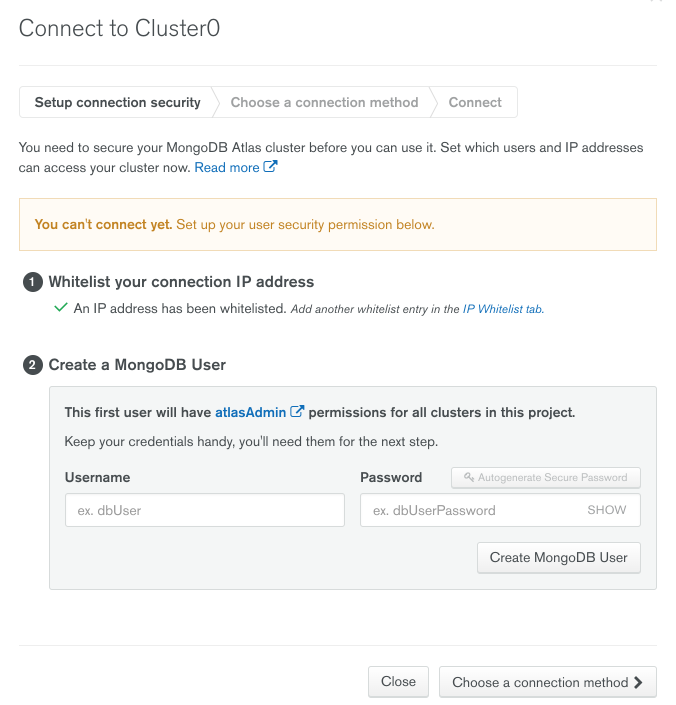 Connect to Cluster0
Setup connection security
Choose a connection method
Connect
You need to secure your MongoDB Atlas cluster before you can use it. Set which users and IP addresses
can access your cluster now. Read more
You can't connect yet. Set up your user security permission below.
1 Whitelist your connection IP address
An IP address has been whitelisted. Add another whitelist entry in the IP Whitelist tab.
2 Create a MongoDB User
This first user will have atlasAdmin permissions for all clusters in this project.
Keep your credentials handy, you'll need them for the next step.
Username
Password
Autogenerate Secure Password
ex. dbUser
ex. dbUserPassword
SHOW
Create MongoDB User
Close
Choose a connection method